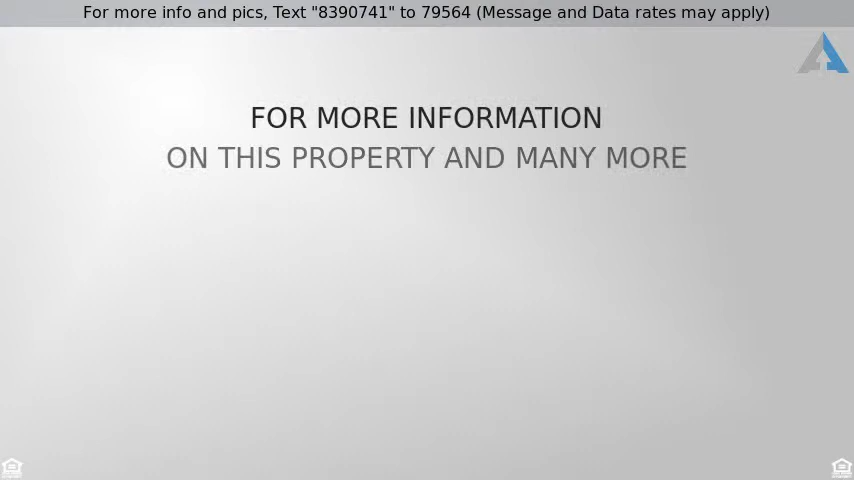 For more info and pics, Text "8390741" to 79564 (Message and Data rates may apply)
FOR MORE INFORMATION
ON THIS PROPERTY AND MANY MORE